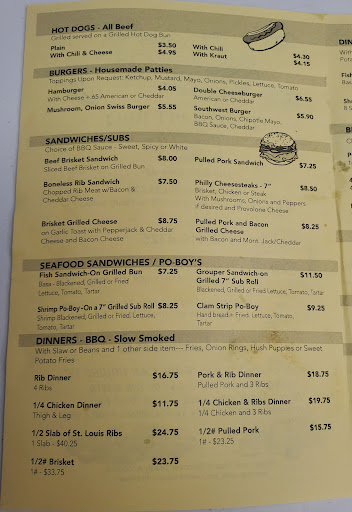 HOT DOGS - All Beef
Grilled served on a Grilled Hot Dog Bun
Plain $3.50
With Chili & Cheese $4.95
With Chili $4.30
With Kraut $4.15
BURGERS - Housemade Patties
Toppings Upon Request: Ketchup, Mustard, Mayo, Onions, Pickles, Lettuce, Tomato
Hamburger $4.05
With Cheese +.65 American or Cheddar
Mushroom, Onion Swiss Burger $5.55
Double Cheeseburger $6.55
American or Cheddar
Southwest Burger $5.90
Bacon, Onions, Chipotle Mayo,
BBQ Sauce, Cheddar
SANDWICHES/SUBS
Choice of BBQ Sauce - Sweet, Spicy or White
Beef Brisket Sandwich $8.00
Sliced Beef Brisket on Grilled Bun
Pulled Pork Sandwich $7.25
Boneless Rib Sandwich $7.50
Chopped Rib Meat w/Bacon &
Cheddar Cheese
Philly Cheesesteaks - 7" $8.50
Brisket, Chicken or Steak
With Mushrooms, Onions and Peppers
if desired and Provolone Cheese
Brisket Grilled Cheese $8.75
on Garlic Toast with Pepperjack & Cheddar
Cheese and Bacon
Pulled Pork and Bacon
Grilled Cheese $8.25
with Bacon and Mont. Jack/Cheddar
SEAFOOD SANDWICHES / PO-BOY'S
Fish Sandwich-On Grilled Bun $7.25
Basa - Blackened, Grilled or Fried
Lettuce, Tomato, Tartar
Grouper Sandwich-on
Grilled 7" Sub Roll $11.50
Blackened, Grilled or Fried Lettuce, Tomato, Tartar
Shrimp Po-Boy -On a 7" Grilled Sub Roll $8.25
Shrimp Blackened, Grilled or Fried. Lettuce,
Tomato, Tartar
Clam Strip Po-Boy $9.25
Hand bread + Fried. Lettuce, Tomato,
Tartar
DINNERS - BBQ - Slow Smoked
With Slaw or Beans and 1 other side item--- Fries, Onion Rings, Hush Puppies or Sweet
Potato Fries
Rib Dinner $16.75
4 Ribs
Pork & Rib Dinner $18.75
Pulled Pork and 3 Ribs
1/4 Chicken Dinner $11.75
Thigh & Leg
1/4 Chicken & Ribs Dinner $19.75
1/4 Chicken and 3 Ribs
1/2 Slab of St. Louis Ribs $24.75
1 Slab - $40.25
1/2# Pulled Pork $15.75
1# - $23.25
1/2# Brisket $23.75
1# - $33.75